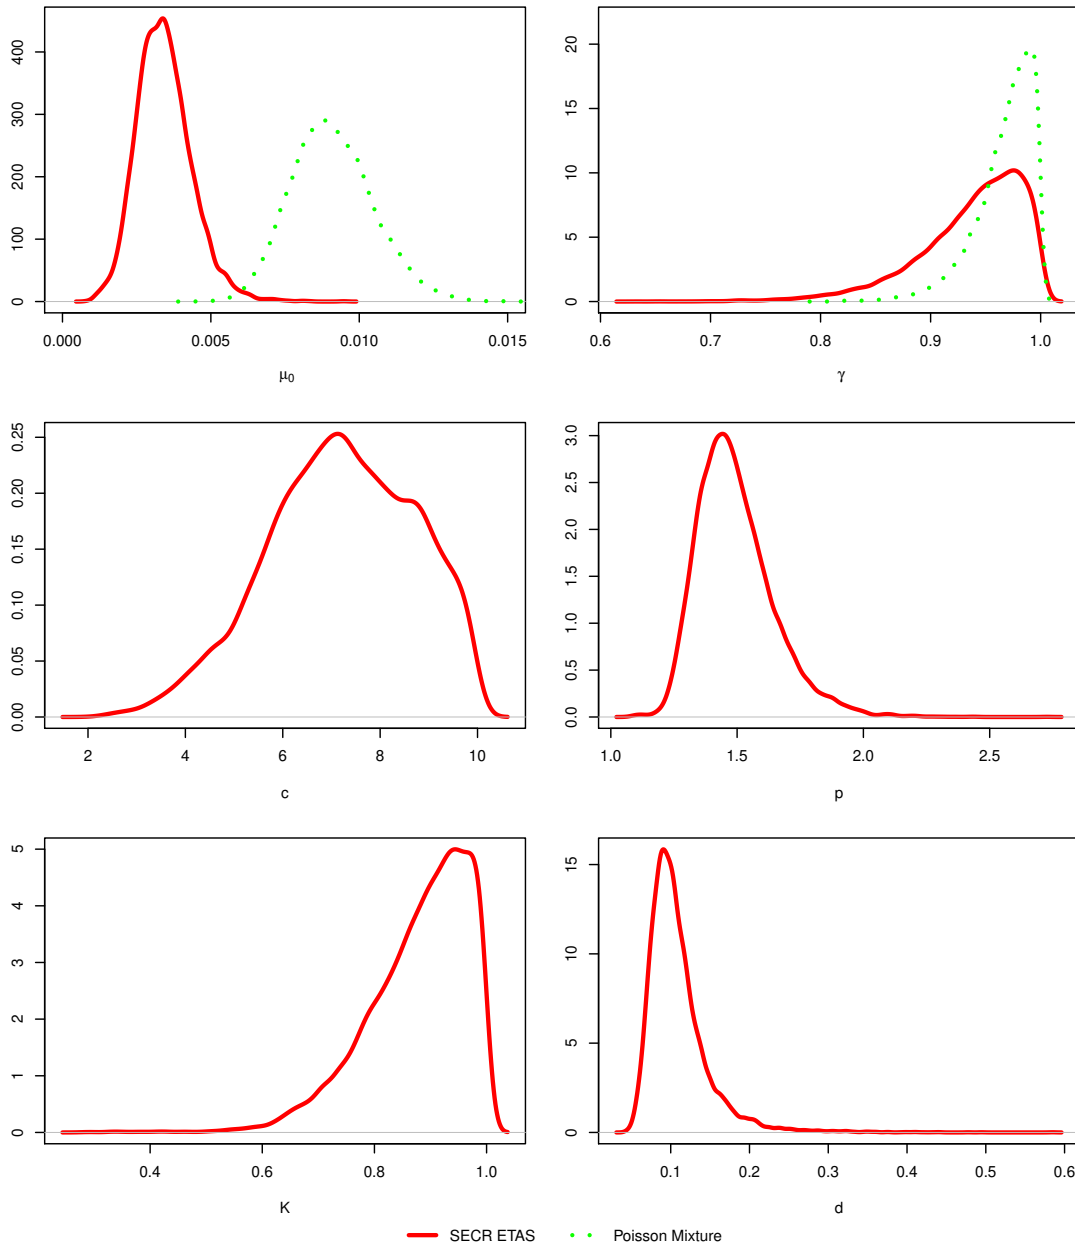 0 100 200 300 400
0.000 0.005 0.010 0.015
μ0
0 5 10 15 20
0.6 0.7 0.8 0.9 1.0
γ
0.00 0.05 0.10 0.15 0.20 0.25
2 4 6 8 10
c
0.0 0.5 1.0 1.5 2.0 2.5 3.0
1.0 1.5 2.0 2.5
p
0 1 2 3 4 5
0.4 0.6 0.8 1.0
K
0 5 10 15
0.1 0.2 0.3 0.4 0.5 0.6
d
SECR ETAS Poisson Mixture